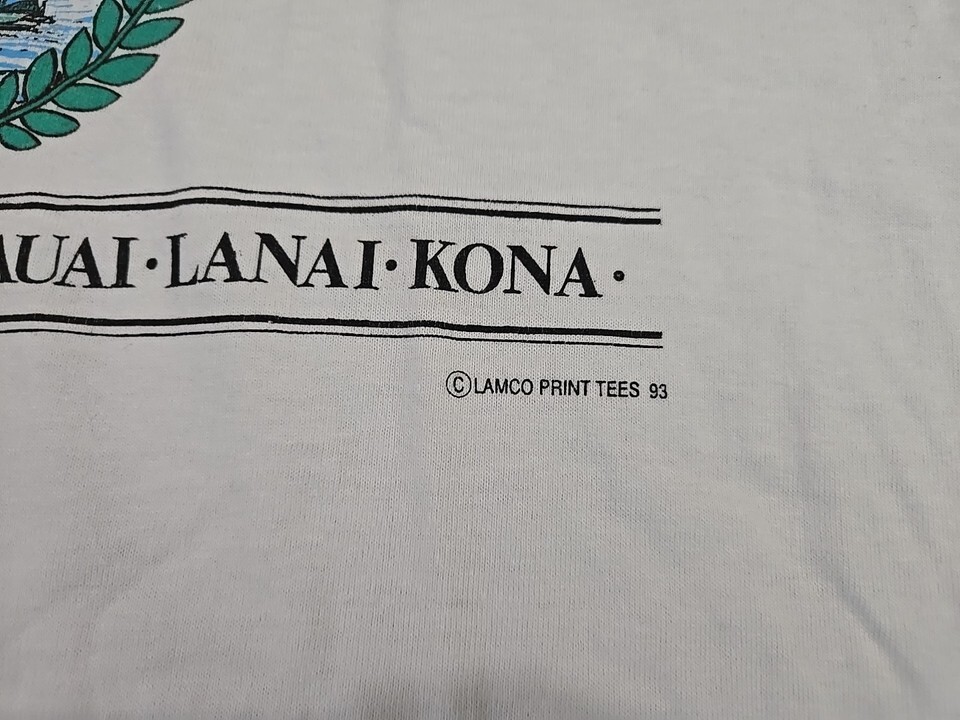 AUAI·LANAI·KONA·
©LAMCO PRINT TEES 93